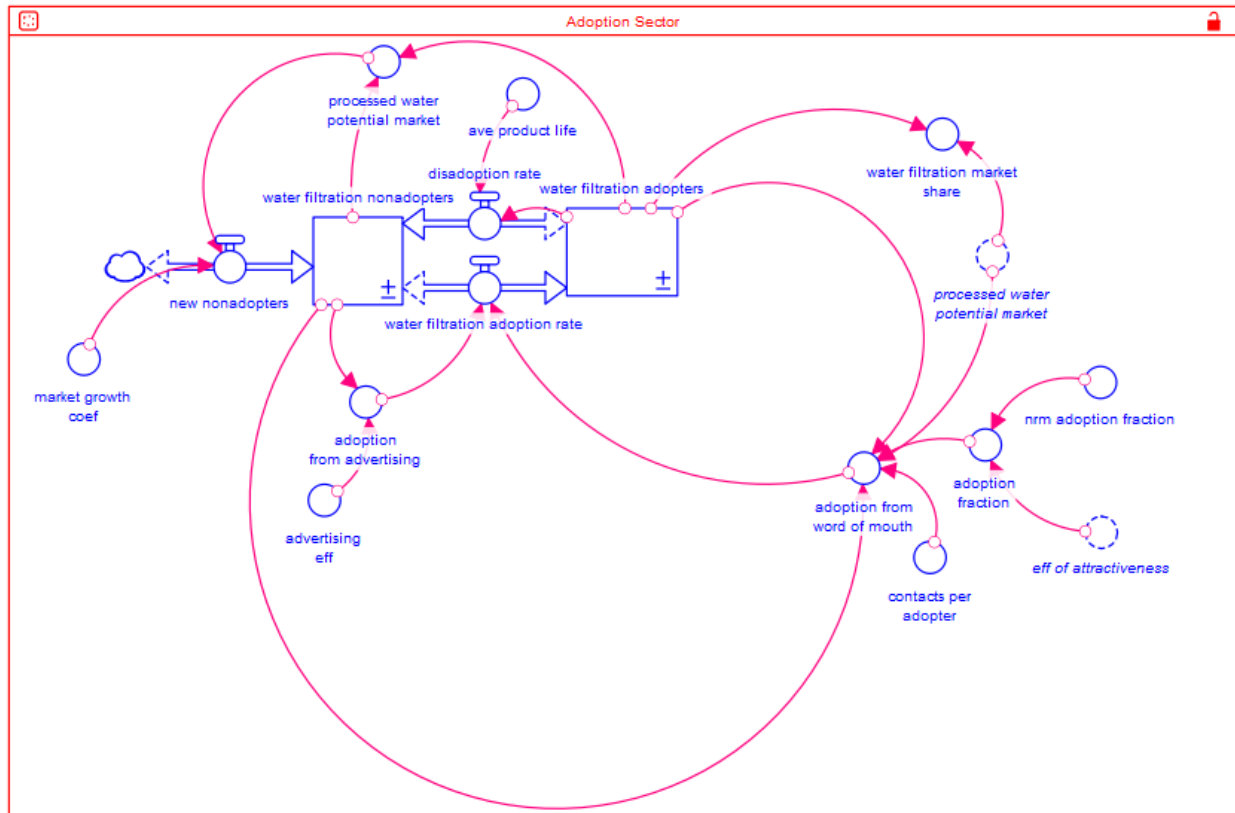 Adoption Sector
processed water
potential market
ave product life
disadoption rate
water filtration nonadopters
water filtration adopters
water filtration market
share
new nonadopters
water filtration adoption rate
processed water
potential market
market growth
coef
adoption
from advertising
nrm adoption fraction
adoption
fraction
adoption from
word of mouth
advertising
eff
eff of attractiveness
contacts per
adopter